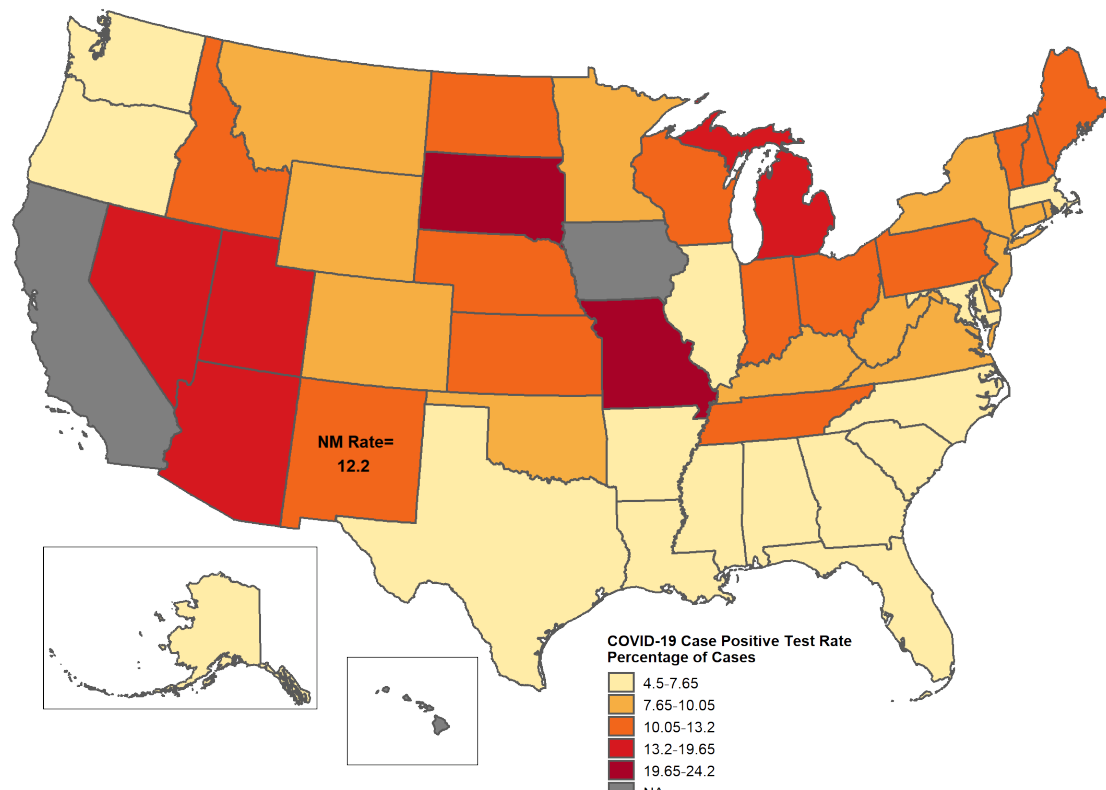 NM Rate=
12.2
COVID-19 Case Positive Test Rate
Percentage of Cases
4.5-7.65
7.65-10.05
10.05-13.2
13.2-19.65
19.65-24.2